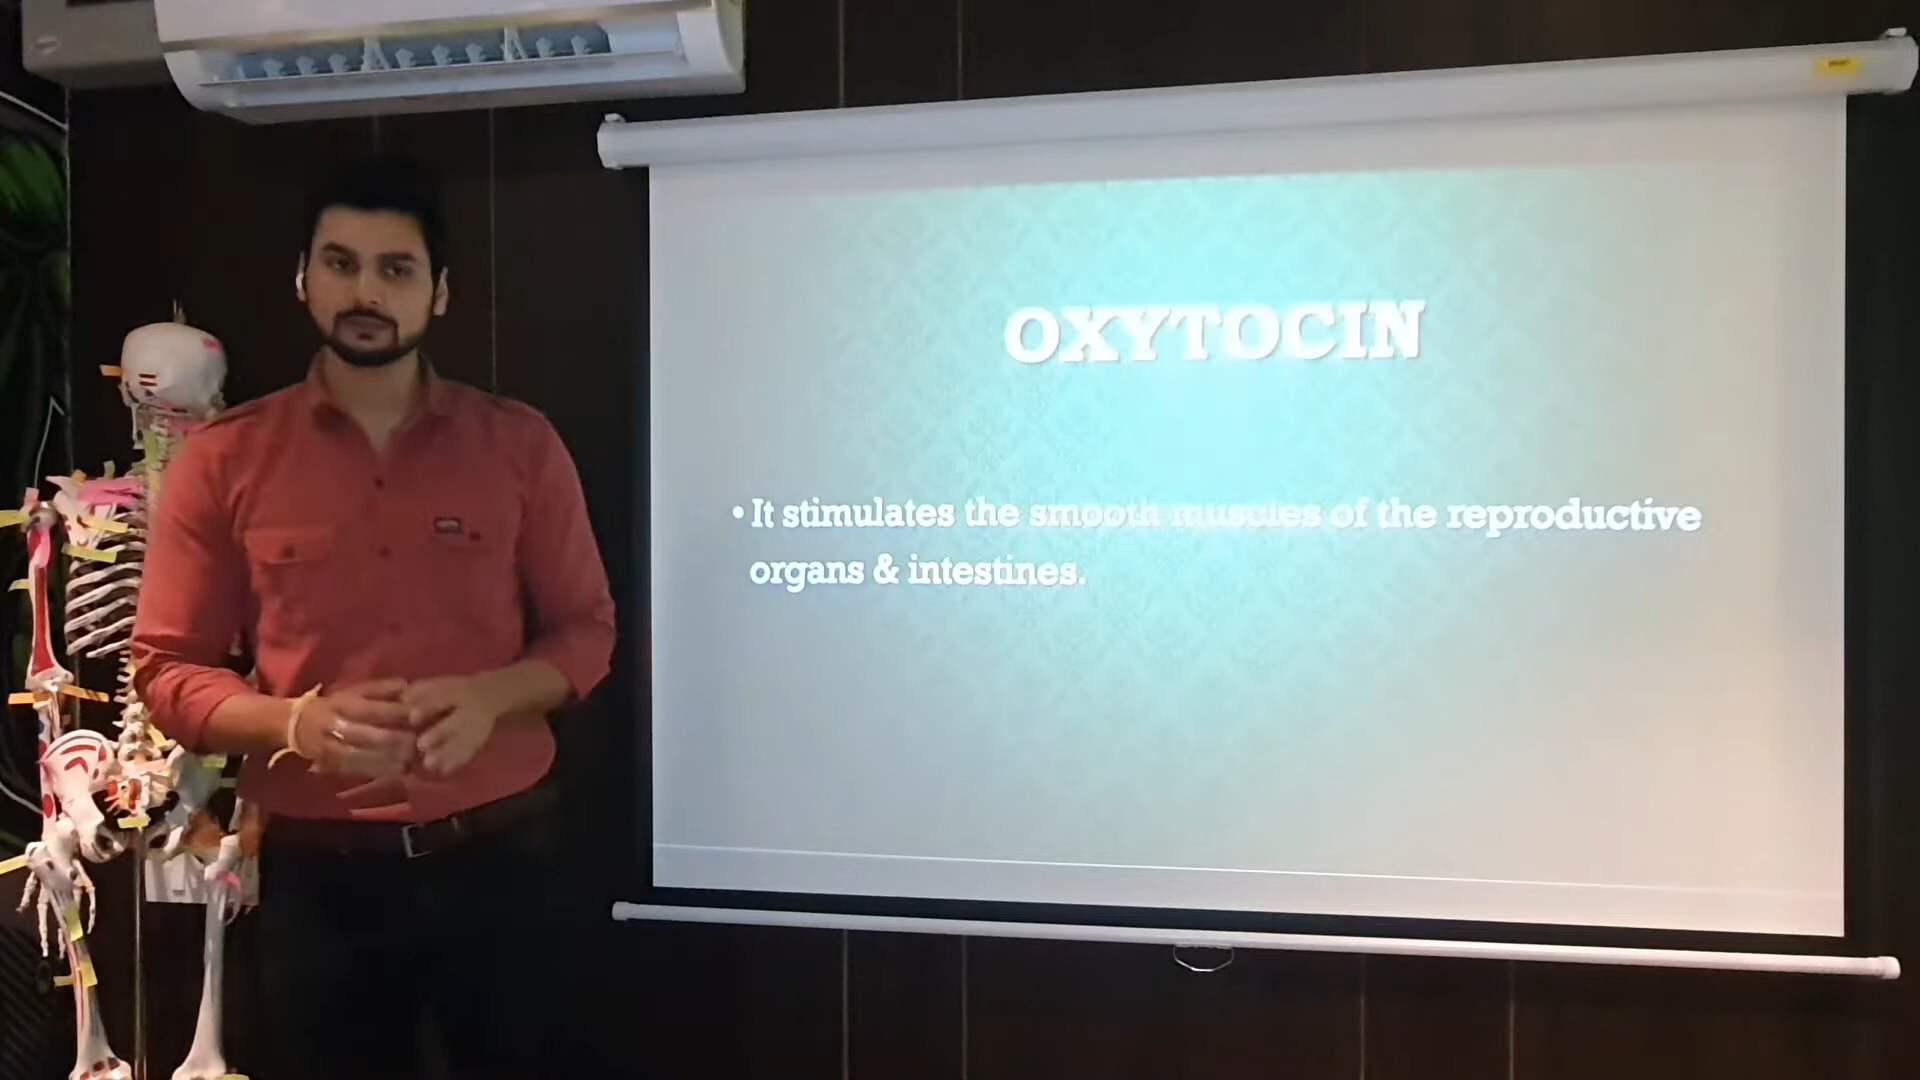 OXYTOCIN
• It stimulates the smooth muscles of the reproductive
organs & intestines.